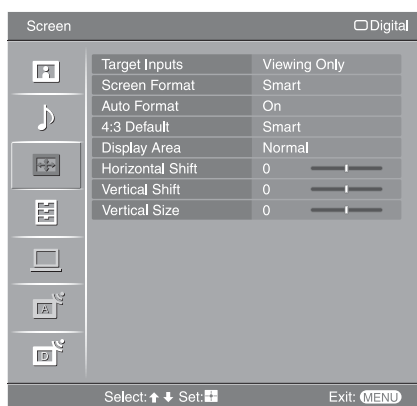 Screen Digital
Target Inputs Viewing Only
Screen Format Smart
Auto Format On
4:3 Default Smart
Display Area Normal
Horizontal Shift 0
Vertical Shift 0
Vertical Size 0
A
D
Select: Set: Exit: MENU